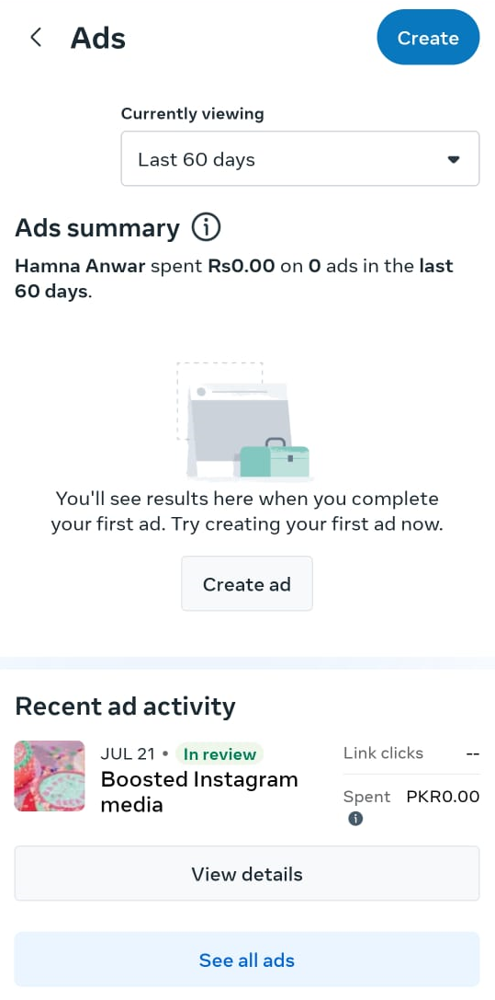 Ads
Create
Currently viewing
Last 60 days
Ads summary
Hamna Anwar spent Rs0.00 on 0 ads in the last
60 days.
You'll see results here when you complete
your first ad. Try creating your first ad now.
Create ad
Recent ad activity
JUL 21 • In review
Boosted Instagram
media
Link clicks --
Spent PKR0.00
View details
See all ads